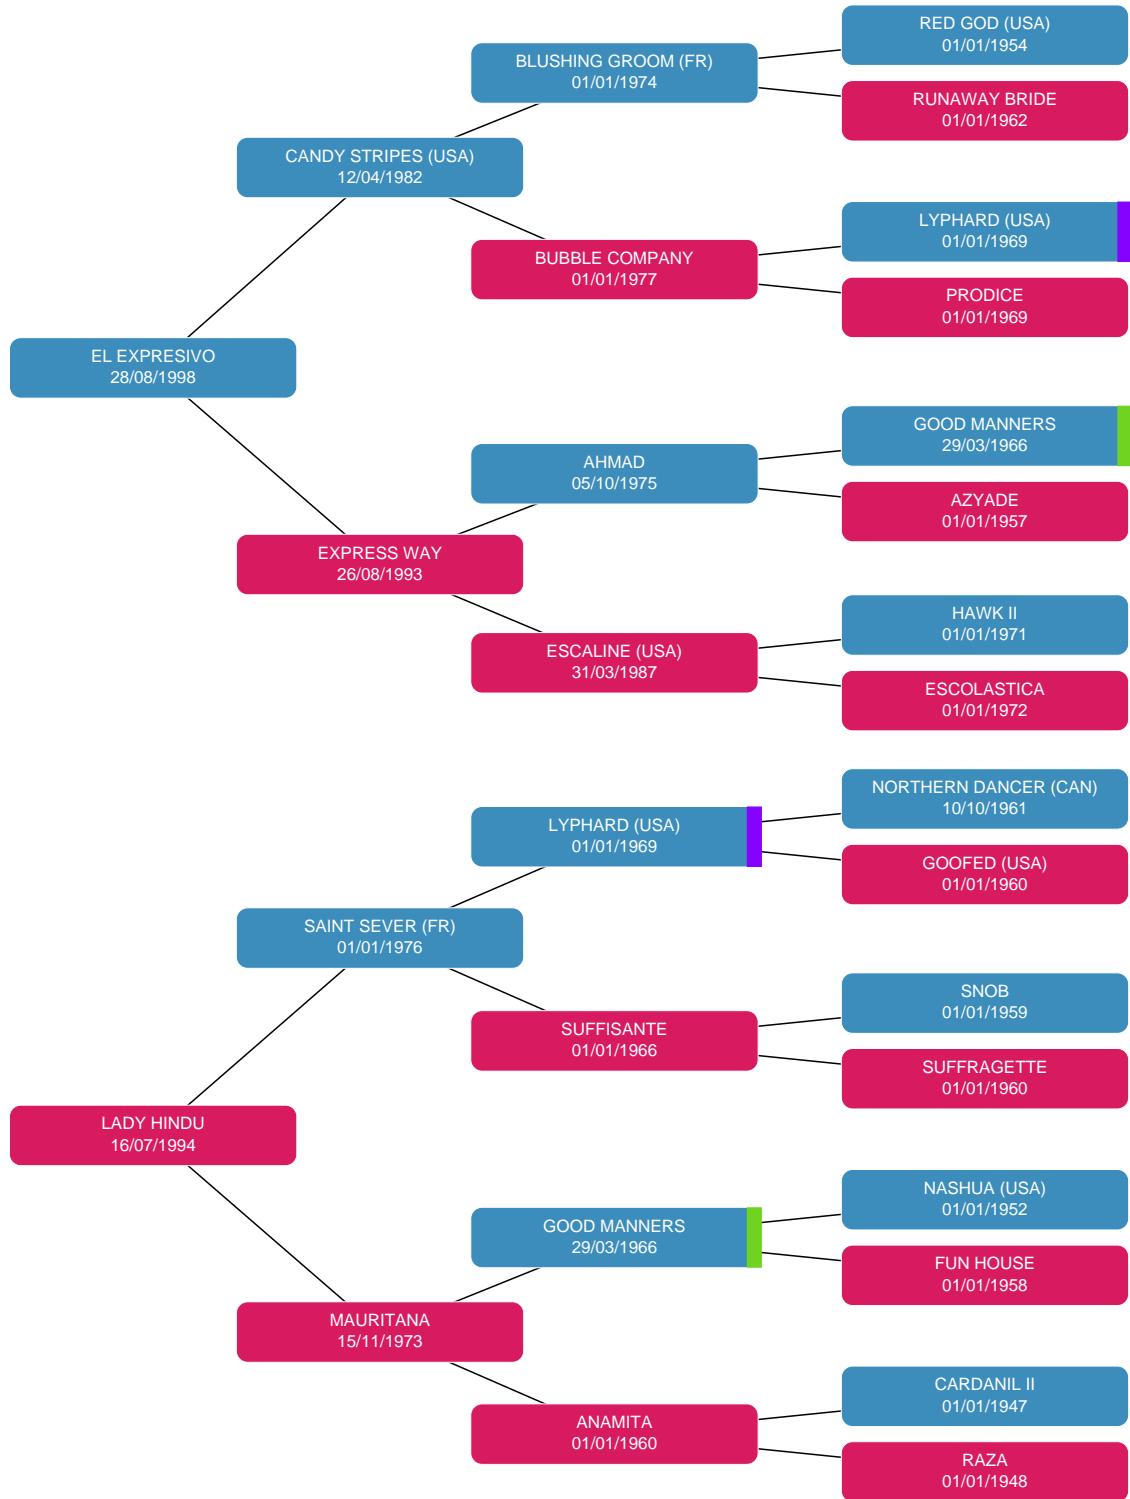 RED GOD (USA)
01/01/1954
BLUSHING GROOM (FR)
01/01/1974
RUNAWAY BRIDE
01/01/1962
CANDY STRIPES (USA)
12/04/1982
LYPHARD (USA)
01/01/1969
BUBBLE COMPANY
01/01/1977
PRODICE
01/01/1969
EL EXPRESIVO
28/08/1998
GOOD MANNERS
29/03/1966
AHMAD
05/10/1975
AZYADE
01/01/1957
EXPRESS WAY
26/08/1993
HAWK II
01/01/1971
ESCALINE (USA)
31/03/1987
ESCOLASTICA
01/01/1972
NORTHERN DANCER (CAN)
10/10/1961
LYPHARD (USA)
01/01/1969
GOOFED (USA)
01/01/1960
SAINT SEVER (FR)
01/01/1976
SNOB
01/01/1959
SUFFISANTE
01/01/1966
SUFFRAGETTE
01/01/1960
LADY HINDU
16/07/1994
NASHUA (USA)
01/01/1952
GOOD MANNERS
29/03/1966
FUN HOUSE
01/01/1958
MAURITANA
15/11/1973
CARDANIL II
01/01/1947
ANAMITA
01/01/1960
RAZA
01/01/1948